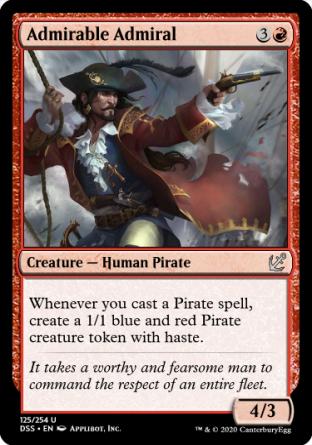 Admirable Admiral 3
Creature — Human Pirate
Whenever you cast a Pirate spell,
create a 1/1 blue and red Pirate
creature token with haste.
It takes a worthy and fearsome man to
command the respect of an entire fleet.
4/3
125/254 U
DSS • EN APPLIBOT, INC.
™ & © 2020 CanterburyEgg